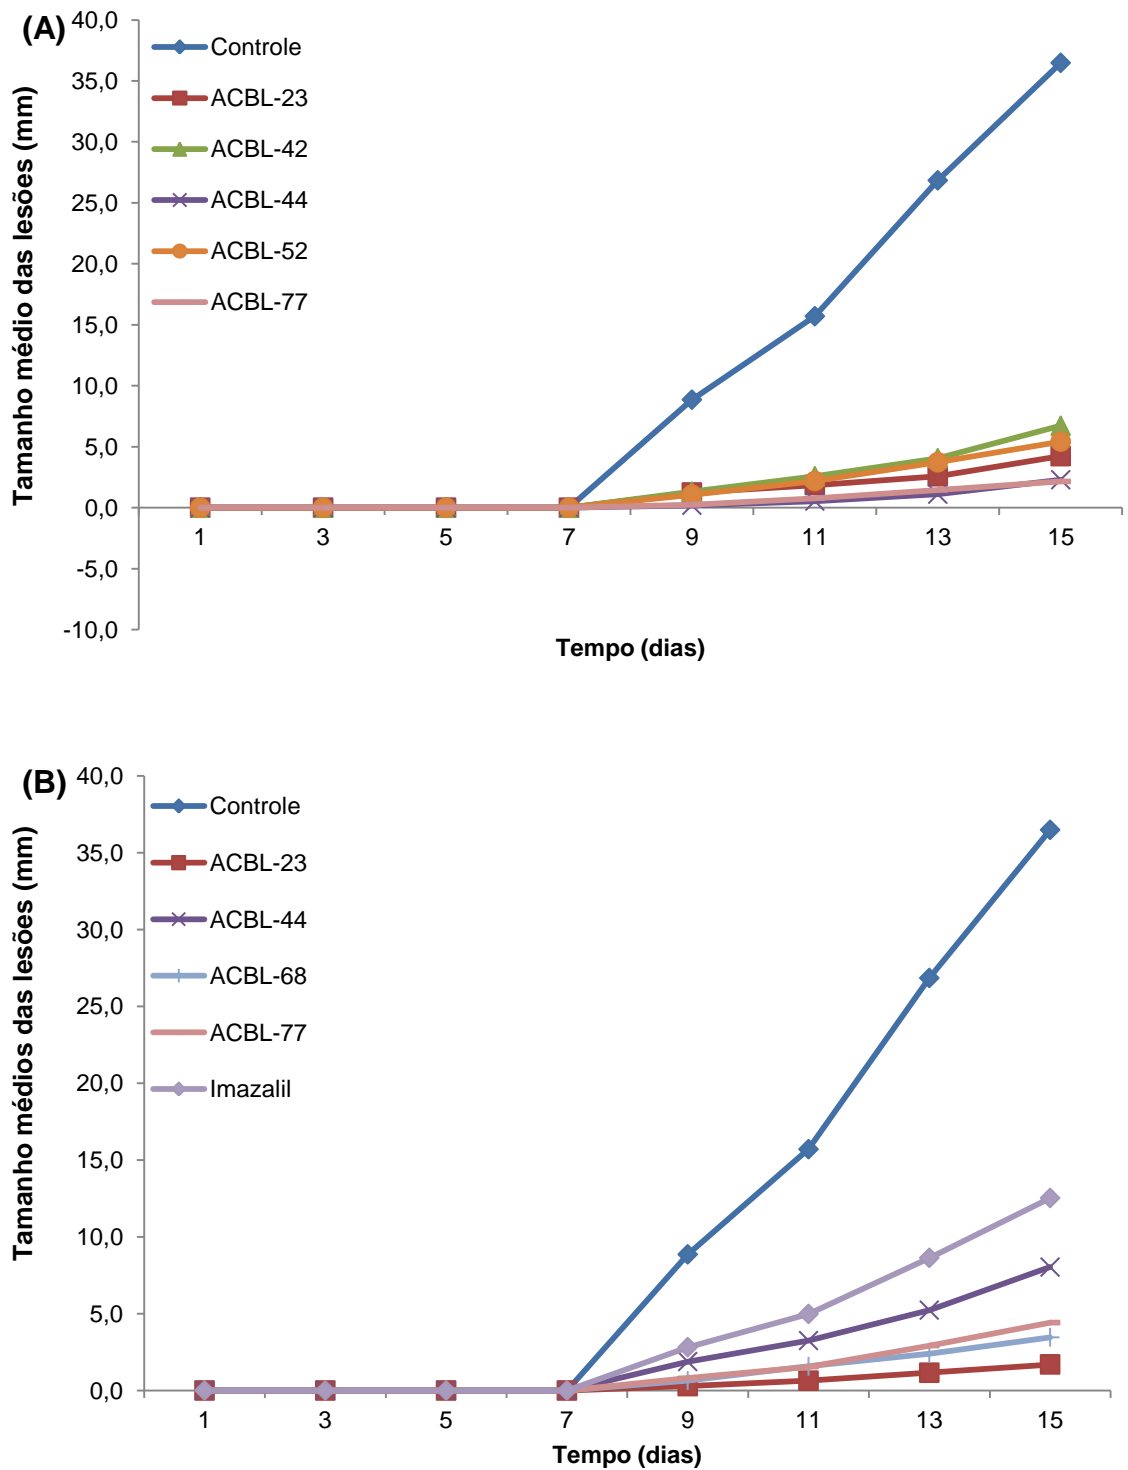 (A)
40,0
35,0
30,0
25,0
20,0
15,0
10,0
5,0
0,0
-5,0
-10,0
Tamanho médio das lesões (mm)
Controle
ACBL-23
ACBL-42
ACBL-44
ACBL-52
ACBL-77
1 3 5 7 9 11 13 15
Tempo (dias)
(B)
40,0
35,0
30,0
25,0
20,0
15,0
10,0
5,0
0,0
Tamanho médios das lesões (mm)
Controle
ACBL-23
ACBL-44
ACBL-68
ACBL-77
Imazalil
1 3 5 7 9 11 13 15
Tempo (dias)